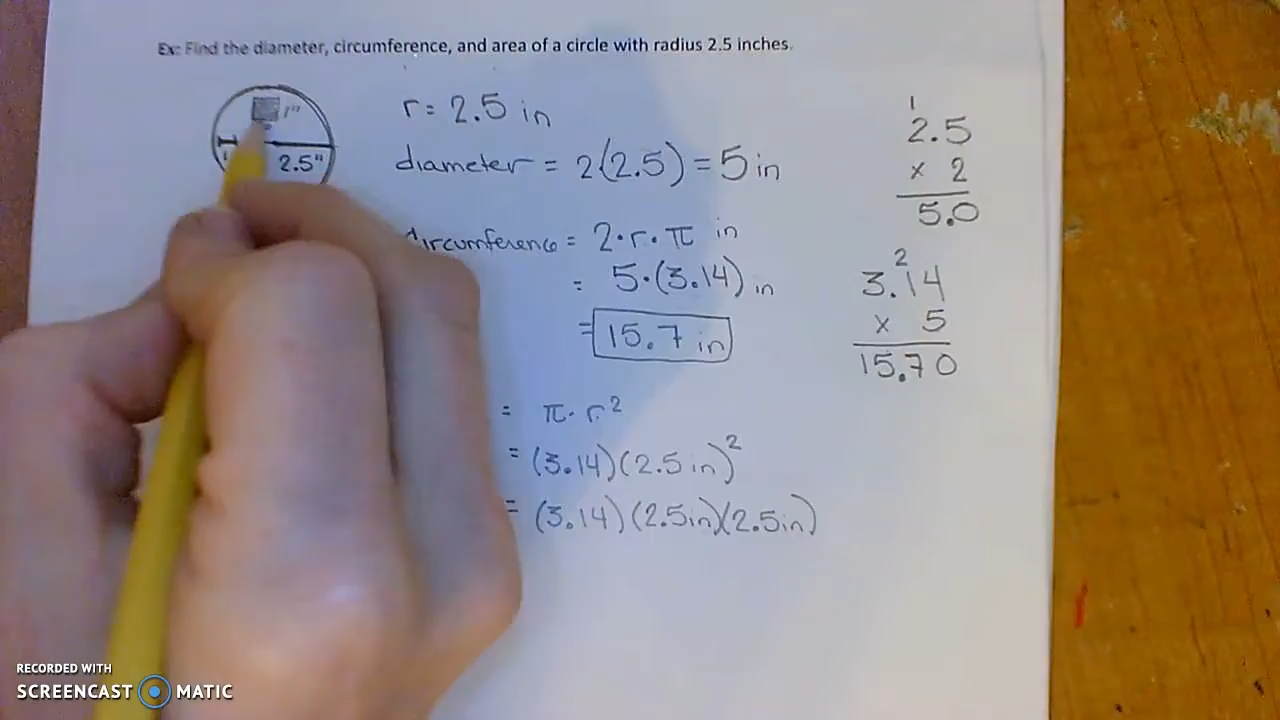 Ex: Find the diameter, circumference, and area of a circle with radius 2.5 inches.
1"
2.5"
r = 2.5 in
diameter = 2(2.5) = 5 in
circumference = 2·r·π in
= 5·(3.14) in
= 15.7 in
= π·r²
= (3.14)(2.5 in)²
= (3.14)(2.5in)(2.5in)
1
2.5
x 2
5.0
2
3.14
x 5
15.70
RECORDED WITH
SCREENCAST MATIC